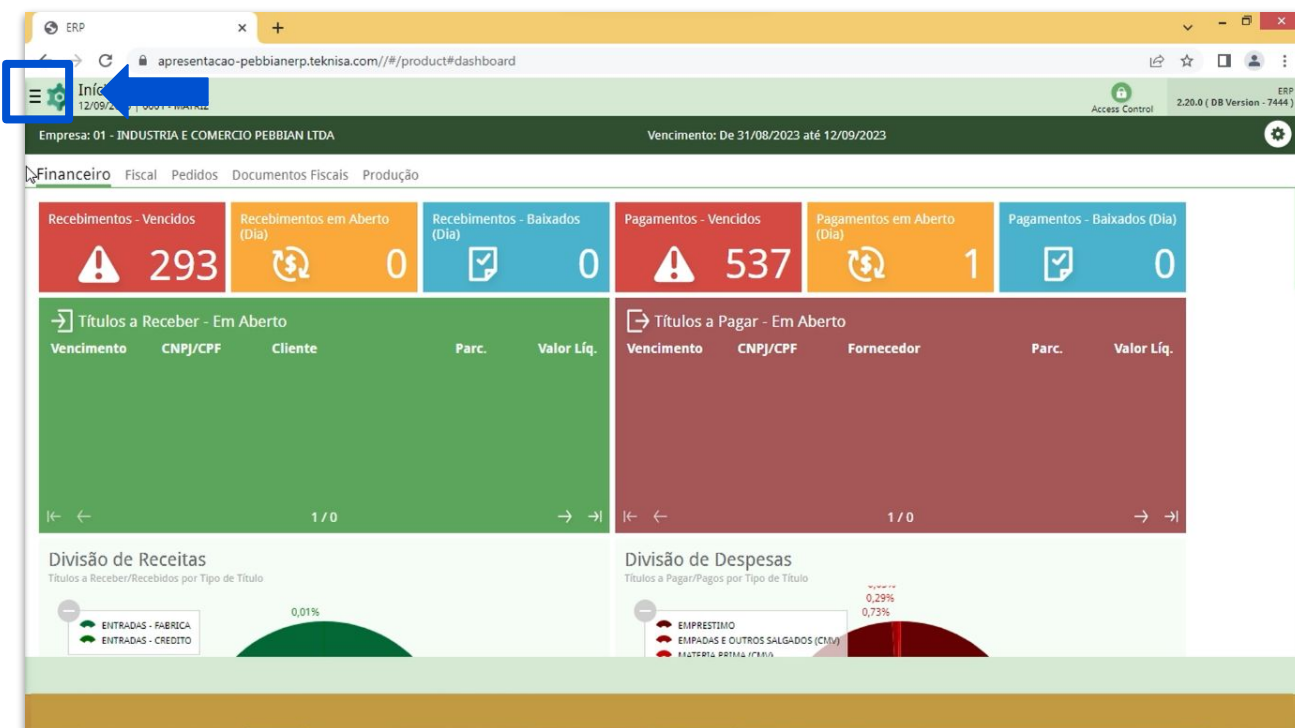 ERP
apresentacao-pebbianerp.teknisa.com//#/product#dashboard
Access Control
ERP
2.20.0 ( DB Version - 7444 )
Empresa: 01 - INDUSTRIA E COMERCIO PEBBIAN LTDA
Vencimento: De 31/08/2023 até 12/09/2023
Financeiro Fiscal Pedidos Documentos Fiscais Produção
Recebimentos - Vencidos
293
Recebimentos em Aberto
(Dia)
0
Recebimentos - Baixados
(Dia)
0
Pagamentos - Vencidos
537
Pagamentos em Aberto
(Dia)
1
Pagamentos - Baixados (Dia)
0
Títulos a Receber - Em Aberto
Vencimento CNPJ/CPF Cliente Parc. Valor Líq.
1 / 0
Títulos a Pagar - Em Aberto
Vencimento CNPJ/CPF Fornecedor Parc. Valor Líq.
1 / 0
Divisão de Receitas
Títulos a Receber/Recebidos por Tipo de Título
0,01%
ENTRADAS - FABRICA
ENTRADAS - CREDITO
Divisão de Despesas
Títulos a Pagar/Pagos por Tipo de Título
0,29%
0,73%
EMPRESTIMO
EMPADAS E OUTROS SALGADOS (CMV)
MATERIA PRIMA (CMV)